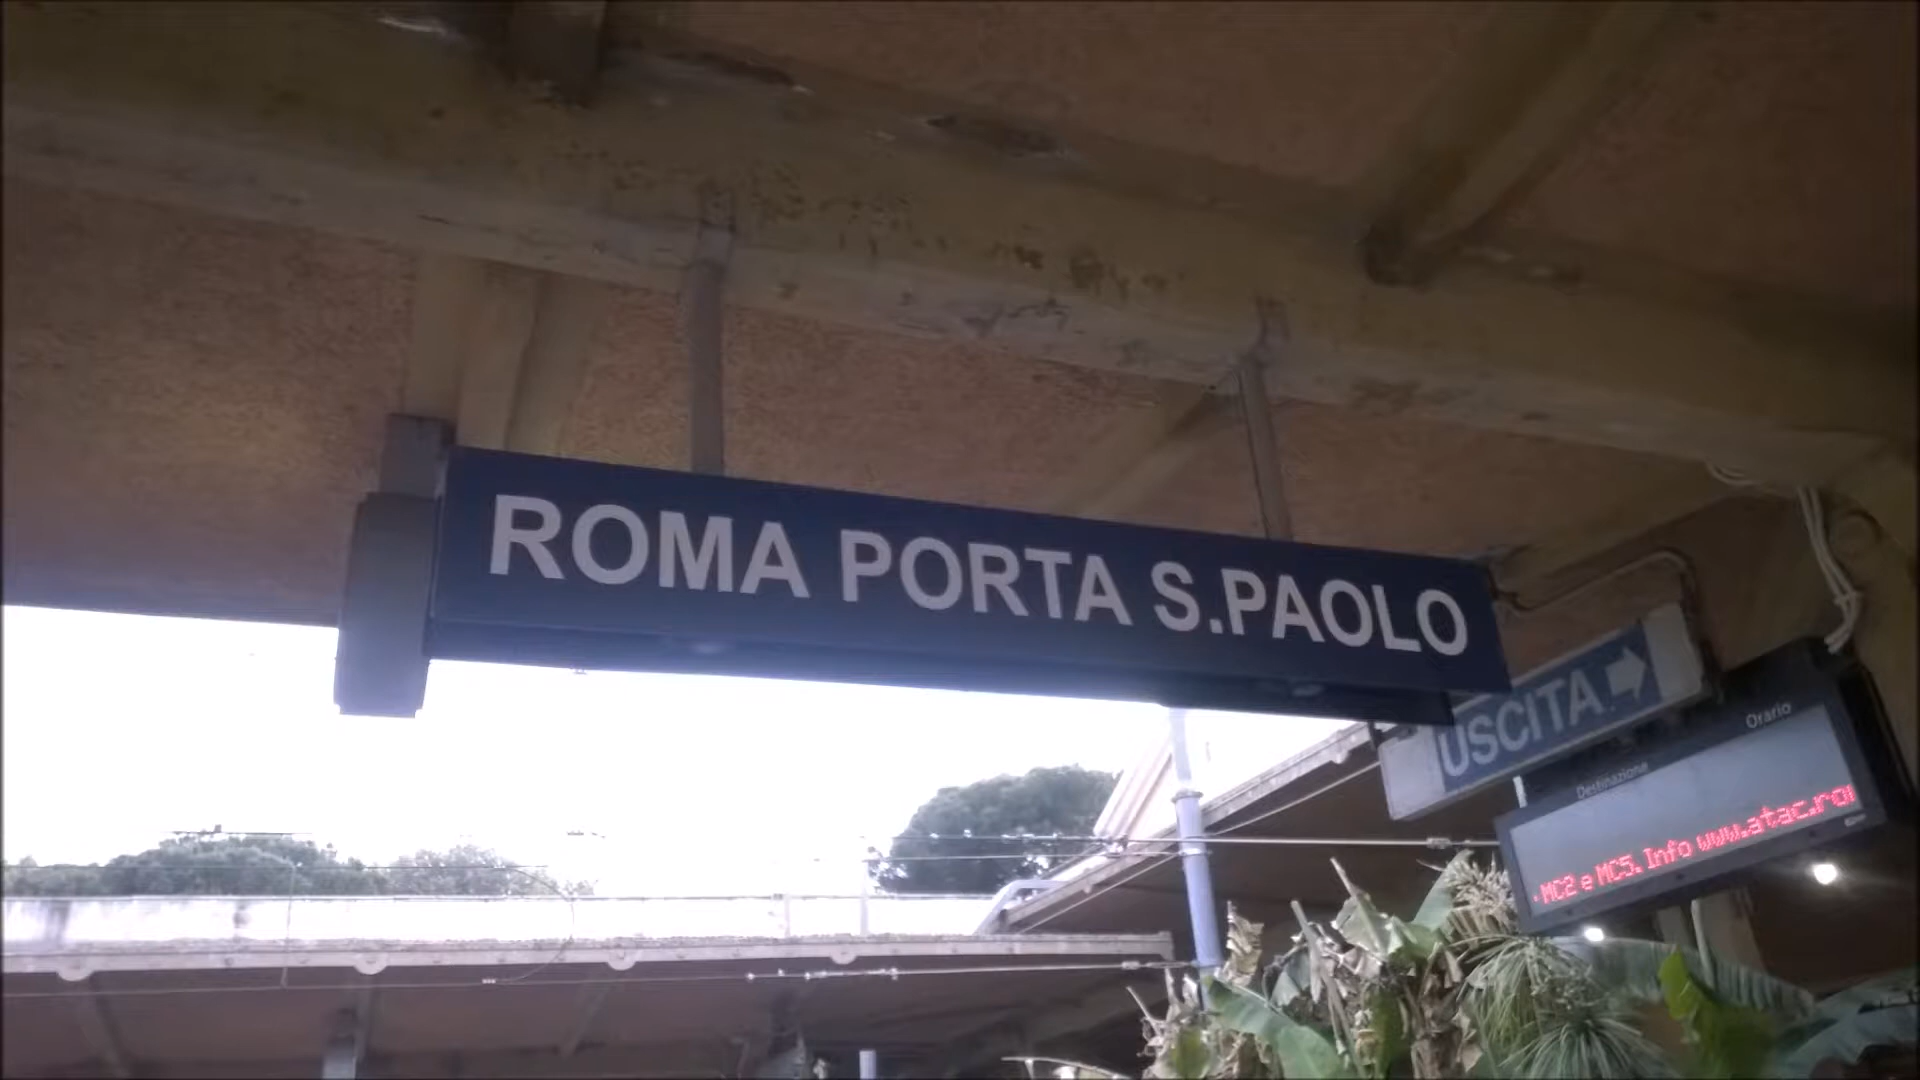 ROMA PORTA S.PAOLO
USCITA
Orario
Destinazione
MC2 e MC5. Info www.atac.ro